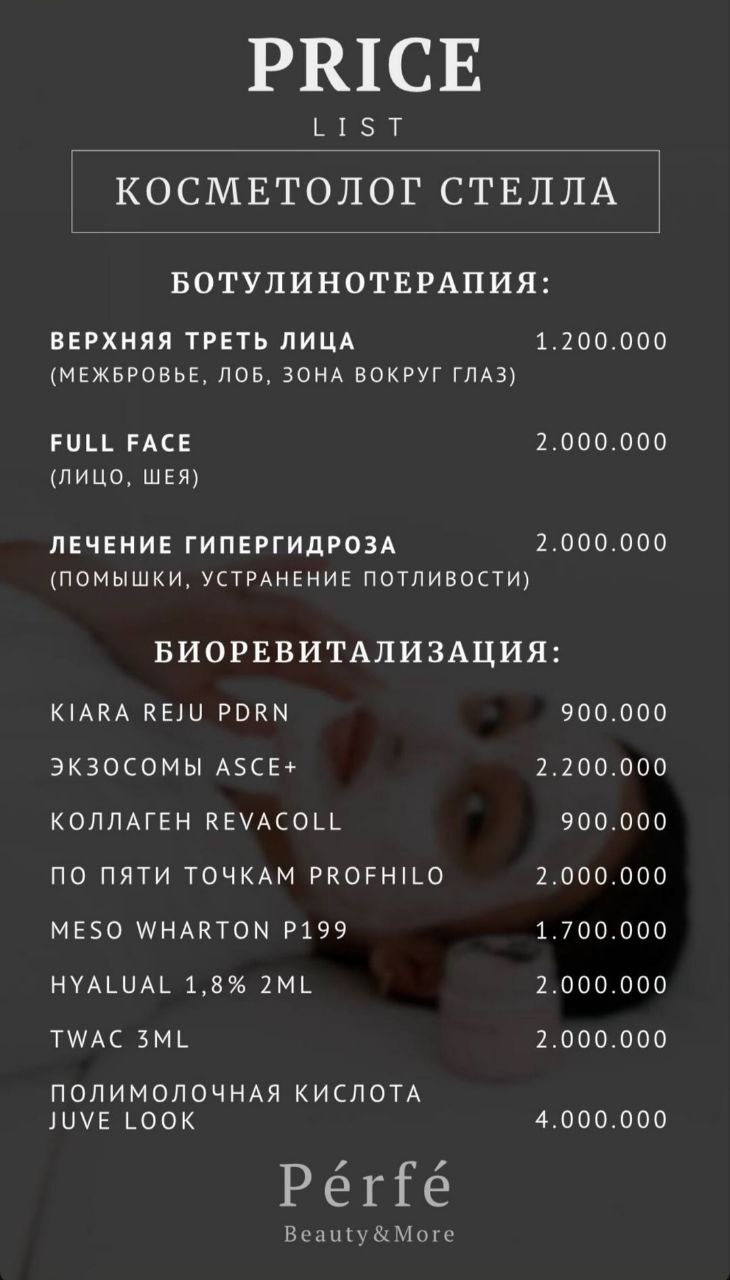 PRICE
LIST
КОСМЕТОЛОГ СТЕЛЛА
БОТУЛИНОТЕРАПИЯ:
ВЕРХНЯЯ ТРЕТЬ ЛИЦА 1.200.000
(МЕЖБРОВЬЕ, ЛОБ, ЗОНА ВОКРУГ ГЛАЗ)
FULL FACE 2.000.000
(ЛИЦО, ШЕЯ)
ЛЕЧЕНИЕ ГИПЕРГИДРОЗА 2.000.000
(ПОМЫШКИ, УСТРАНЕНИЕ ПОТЛИВОСТИ)
БИОРЕВИТАЛИЗАЦИЯ:
KIARA REJU PDRN 900.000
ЭКЗОСОМЫ ASCE+ 2.200.000
КОЛЛАГЕН REVACOLL 900.000
ПО ПЯТИ ТОЧКАМ PROFHILO 2.000.000
MESO WHARTON P199 1.700.000
HYALUAL 1,8% 2ML 2.000.000
TWAC 3ML 2.000.000
ПОЛИМОЛОЧНАЯ КИСЛОТА
JUVE LOOK 4.000.000
Pérfé
Beauty&More